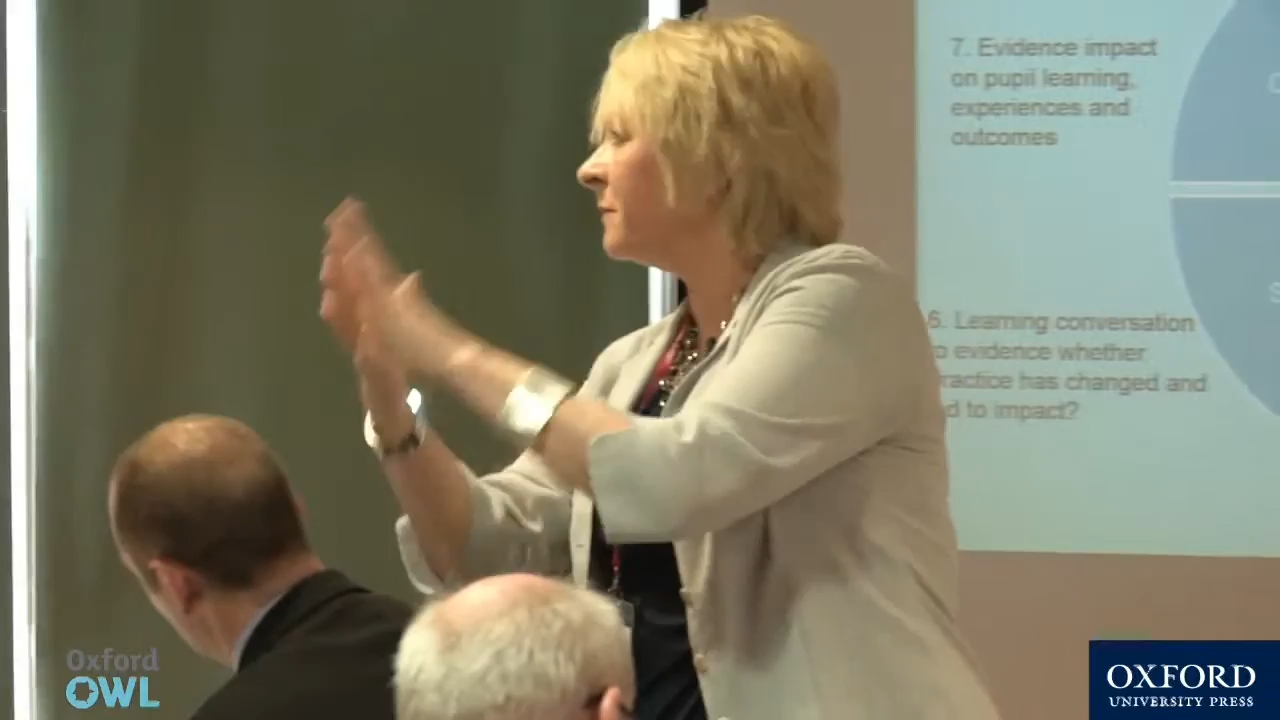 7. Evidence impact
on pupil learning,
experiences and
outcomes
6. Learning conversation
evidence whether
has changed and
to impact?
Oxford
OWL
OXFORD
UNIVERSITY PRESS